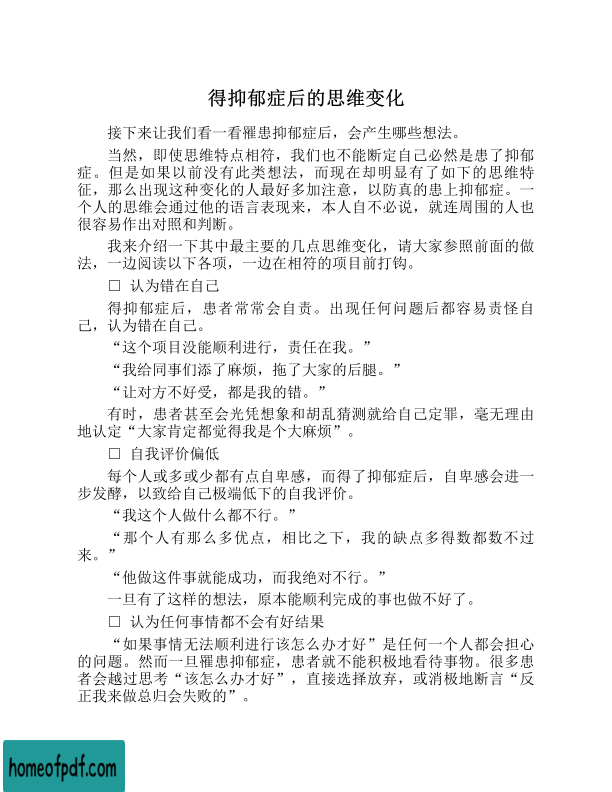 得抑郁症后的思维变化
接下来让我们看一看罹患抑郁症后，会产生哪些想法。
当然，即使思维特点相符，我们也不能断定自己必然是患了抑郁
症。但是如果以前没有此类想法，而现在却明显有了如下的思维特
征，那么出现这种变化的人最好多加注意，以防真的患上抑郁症。一
个人的思维会通过他的语言表现来，本人自不必说，就连周围的人也
很容易作出对照和判断。
我来介绍一下其中最主要的几点思维变化，请大家参照前面的做
法，一边阅读以下各项，一边在相符的项目前打钩。
□ 认为错在自己
得抑郁症后，患者常常会自责。出现任何问题后都容易责怪自
己，认为错在自己。
“这个项目没能顺利进行，责任在我。”
“我给同事们添了麻烦，拖了大家的后腿。”
“让对方不好受，都是我的错。”
有时，患者甚至会光凭想象和胡乱猜测就给自己定罪，毫无理由
地认定“大家肯定都觉得我是个大麻烦”。
□ 自我评价偏低
每个人或多或少都有点自卑感，而得了抑郁症后，自卑感会进一
步发酵，以致给自己极端低下的自我评价。
“我这个人做什么都不行。”
“那个人有那么多优点，相比之下，我的缺点多得数都数不过
来。”
“他做这件事就能成功，而我绝对不行。”
一旦有了这样的想法，原本能顺利完成的事也做不好了。
□ 认为任何事情都不会有好结果
“如果事情无法顺利进行该怎么办才好”是任何一个人都会担心
的问题。然而一旦罹患抑郁症，患者就不能积极地看待事物。很多患
者会越过思考“该怎么办才好”，直接选择放弃，或消极地断言“反
正我来做总归会失败的”。
homeofpdf.com